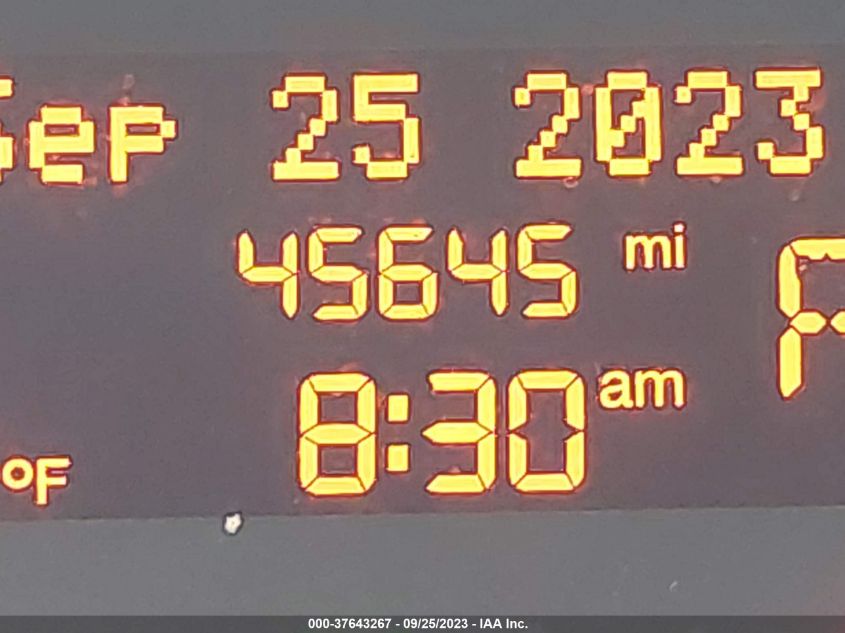 Sep 25 2023
45645 mi
8:30 am
°F
000-37643267 - 09/25/2023 - IAA Inc.